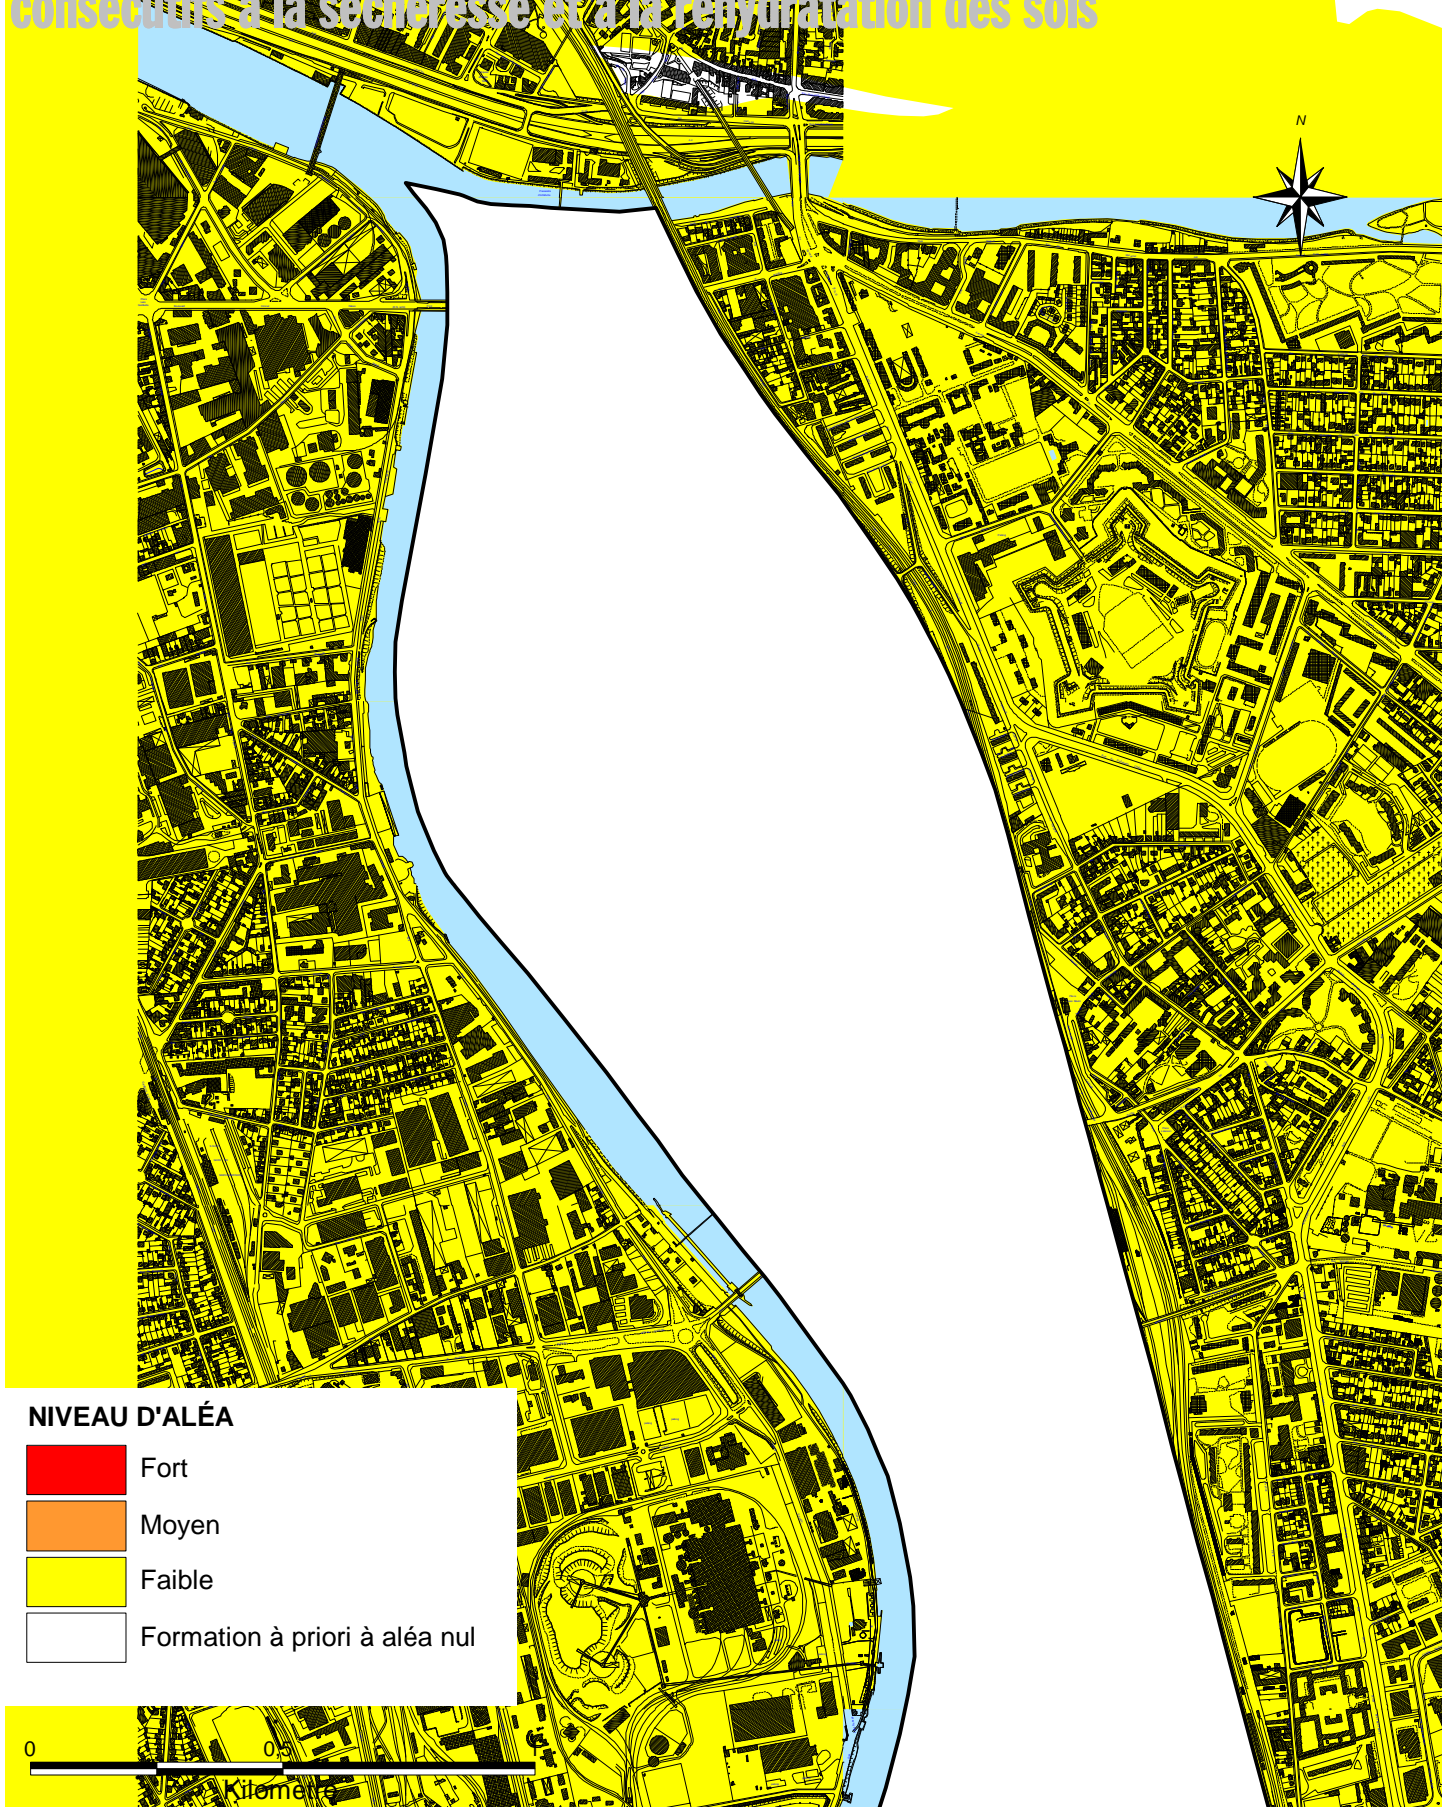 consécutifs à la sécheresse et à la réhydratation des sols
N
NIVEAU D'ALÉA
Fort
Moyen
Faible
Formation à priori à aléa nul
0 0,5
Kilomètre